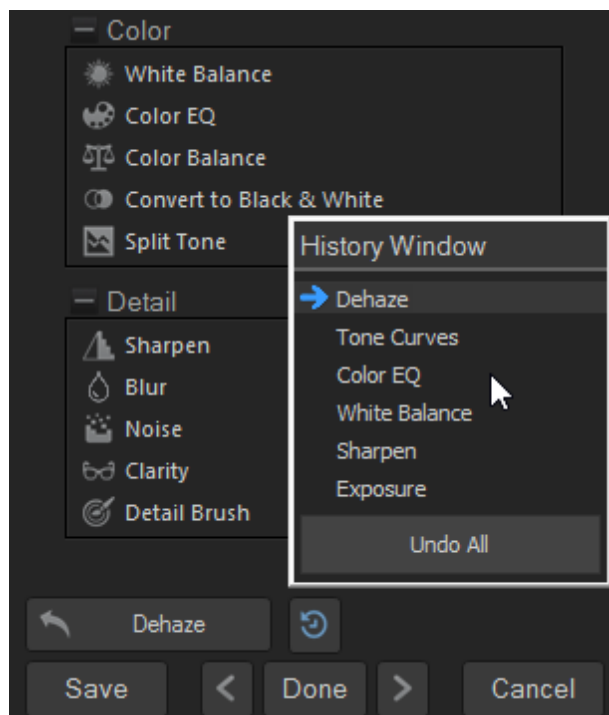 Color
White Balance
Color EQ
Color Balance
Convert to Black & White
Split Tone
Detail
Sharpen
Blur
Noise
Clarity
Detail Brush
History Window
Dehaze
Tone Curves
Color EQ
White Balance
Sharpen
Exposure
Undo All
Dehaze
Save < Done > Cancel